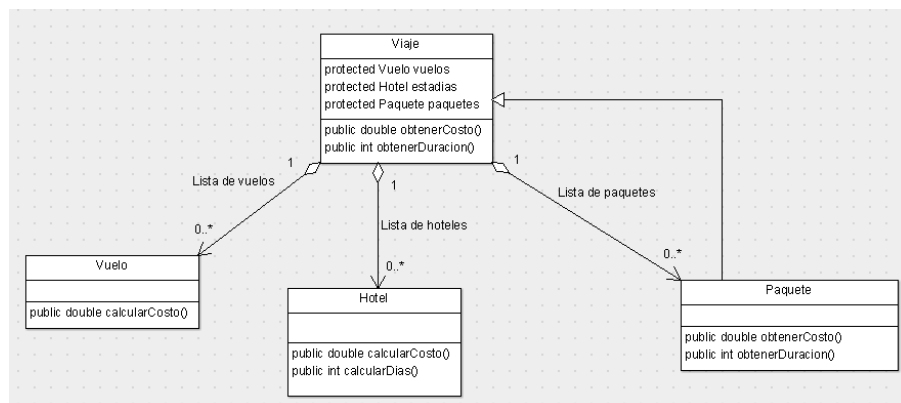 Viaje
protected Vuelo vuelos
protected Hotel estadias
protected Paquete paquetes
public double obtenerCosto()
public int obtenerDuracion()
1
1
1
Lista de vuelos
Lista de hoteles
Lista de paquetes
0..*
0..*
0..*
Vuelo
public double calcularCosto()
Hotel
public double calcularCosto()
public int calcularDias()
Paquete
public double obtenerCosto()
public int obtenerDuracion()